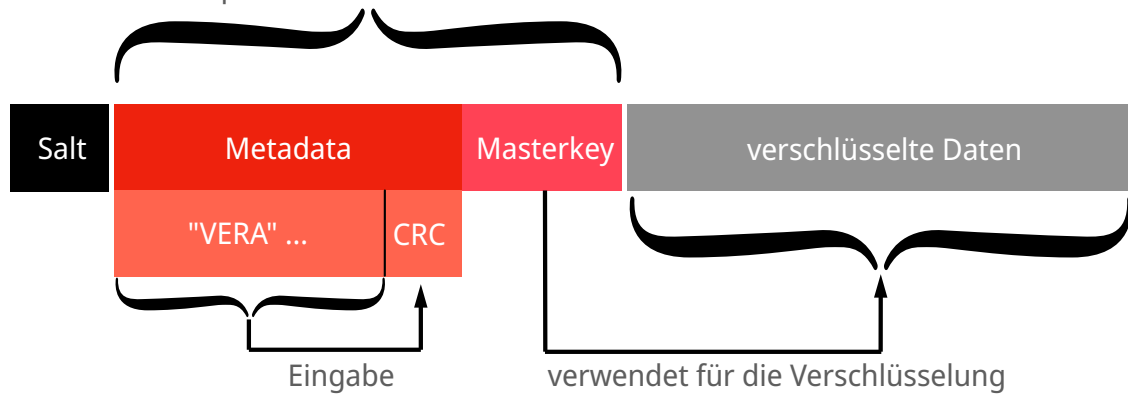 Salt
Metadata
Masterkey
verschlüsselte Daten
"VERA" ...
CRC
Eingabe
verwendet für die Verschlüsselung